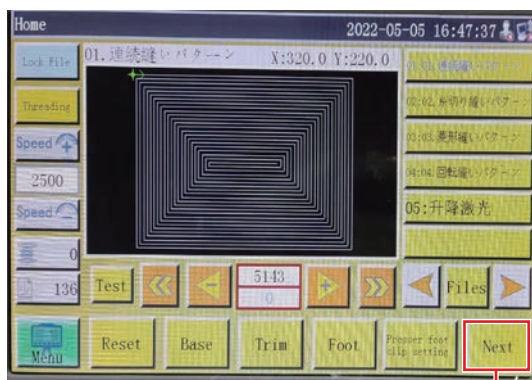 Home
2022-05-05 16:47:37
Lock File
01.連続縫いパターン X:320.0 Y:220.0
01:01.連続縫いパターン
Threading
02:02.糸切り縫いパターン
Speed
03:03.菱形縫いパターン
2500
04:04.回転縫いパターン
Speed
05:升降激光
0
136
Test
5143
0
Files
Menu
Reset
Base
Trim
Foot
Presser foot
clip setting
Next